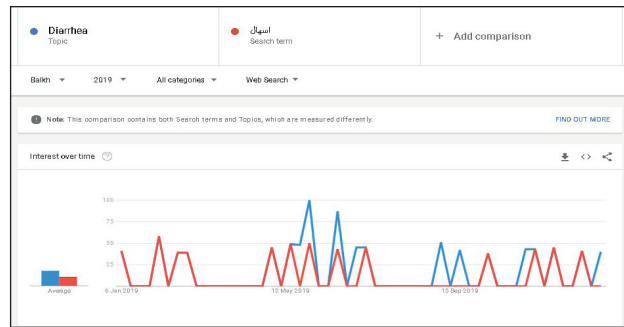 Diarrhea
Topic
اسهال
Search term
+ Add comparison
Balkh
2019
All categories
Web Search
Note: This comparison contains both Search terms and Topics, which are measured differently.
FIND OUT MORE
Interest over time
100
75
50
25
Average
6 Jan 2019
12 May 2019
15 Sep 2019